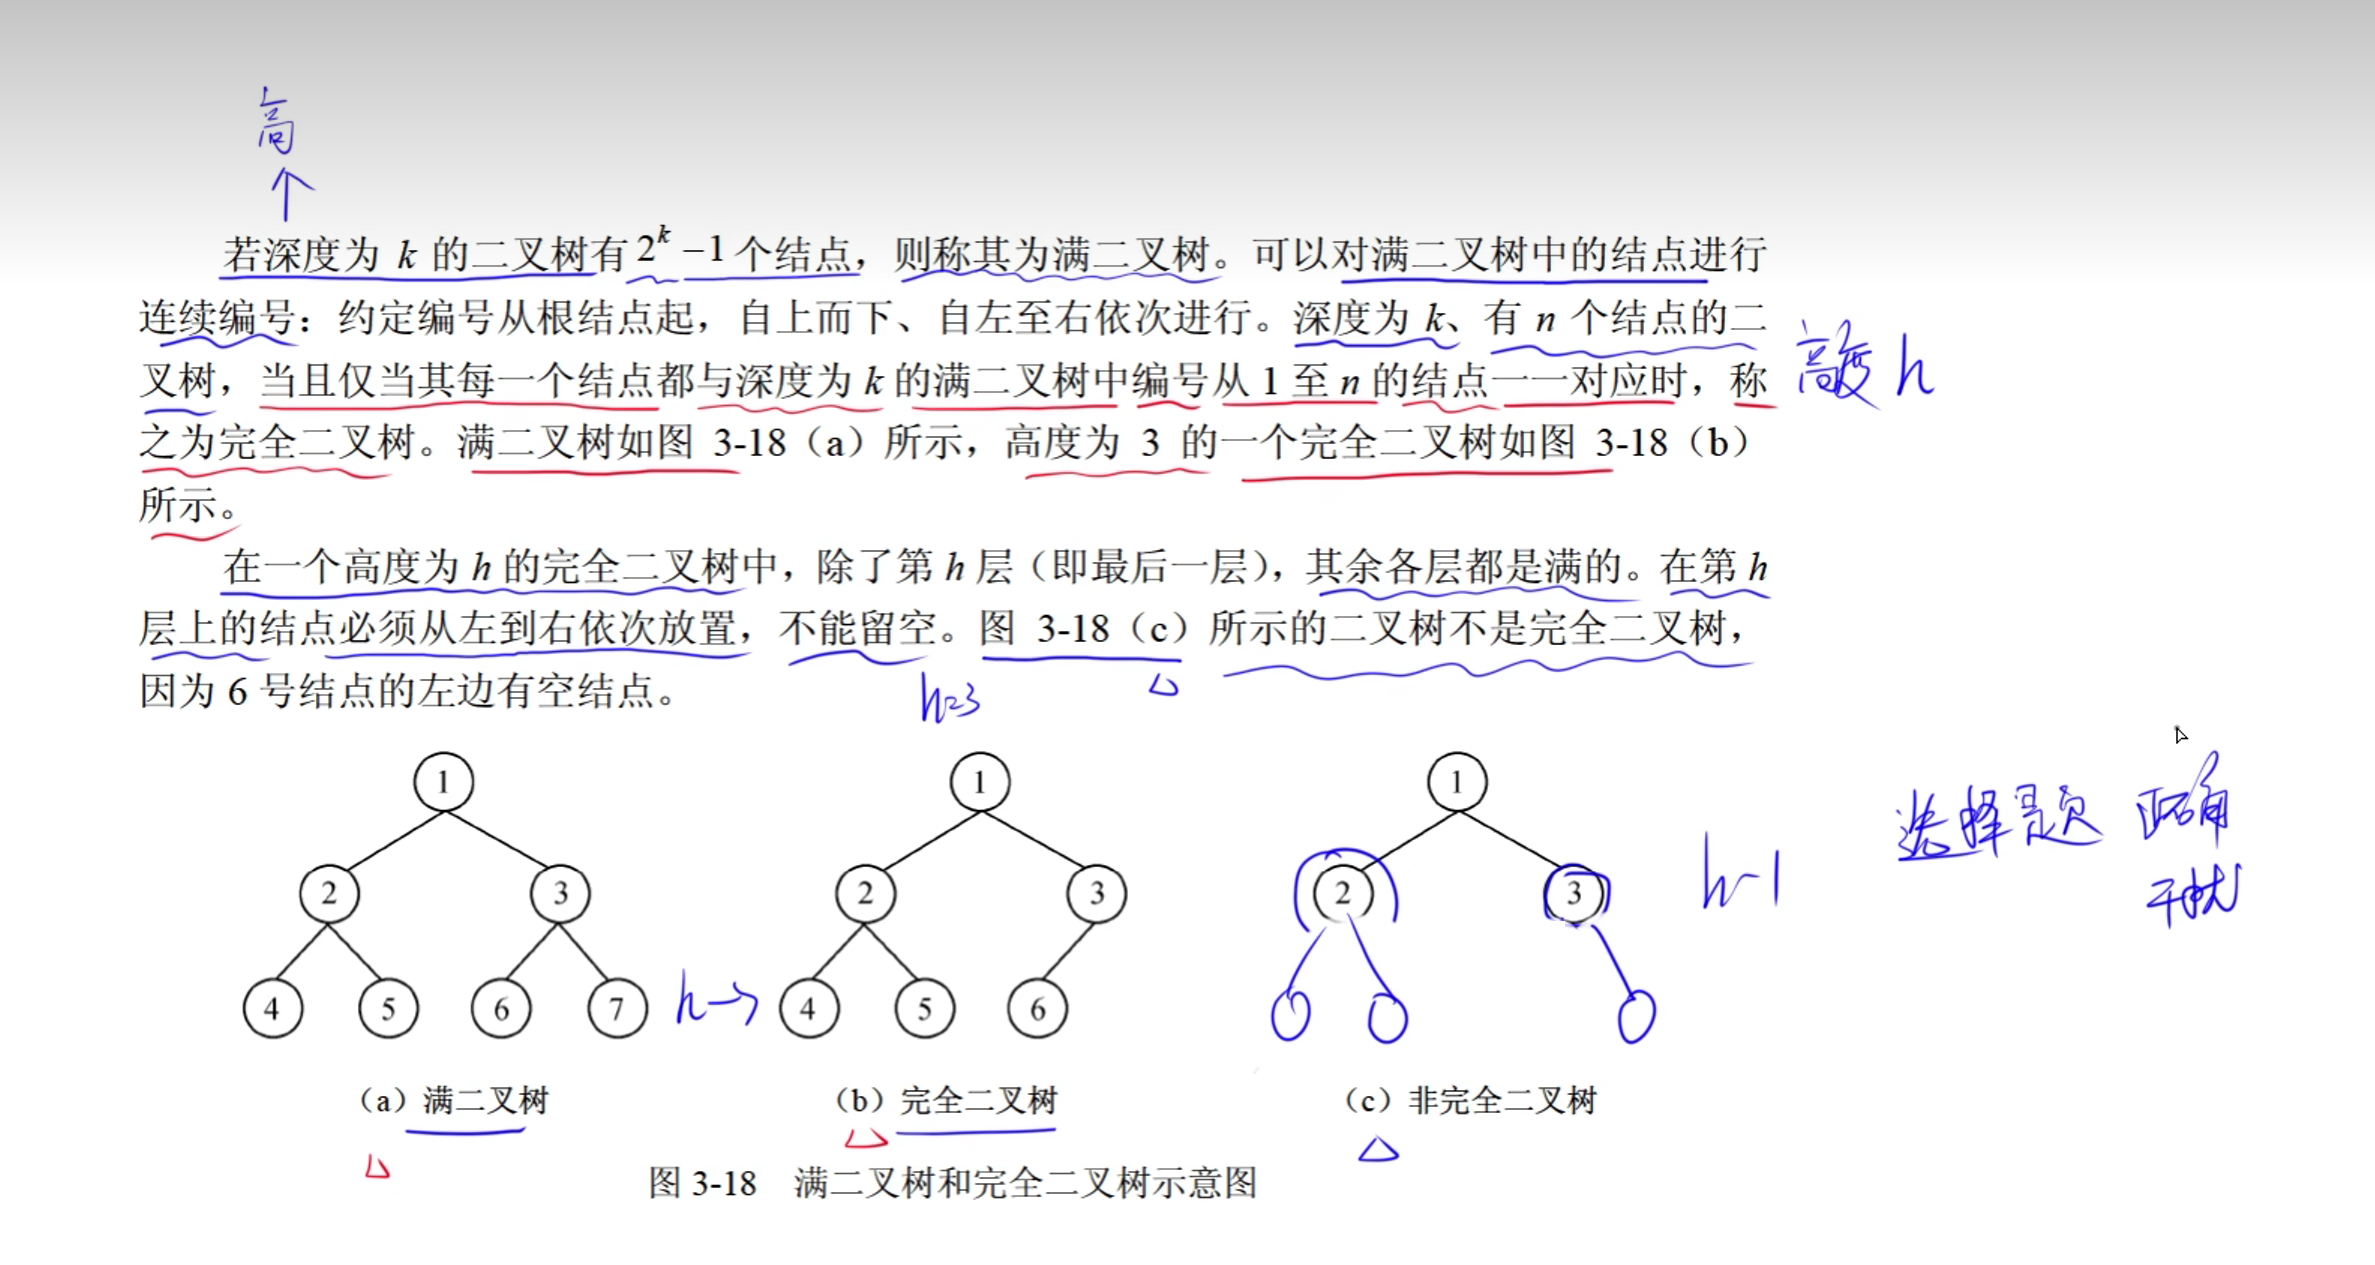 高
若深度为 k 的二叉树有 2^k −1 个结点，则称其为满二叉树。可以对满二叉树中的结点进行
连续编号：约定编号从根结点起，自上而下、自左至右依次进行。深度为 k、有 n 个结点的二
叉树，当且仅当其每一个结点都与深度为 k 的满二叉树中编号从 1 至 n 的结点一一对应时，称
高度 h
之为完全二叉树。满二叉树如图 3-18（a）所示，高度为 3 的一个完全二叉树如图 3-18（b）
所示。
在一个高度为 h 的完全二叉树中，除了第 h 层（即最后一层），其余各层都是满的。在第 h
层上的结点必须从左到右依次放置，不能留空。图 3-18（c）所示的二叉树不是完全二叉树，
因为 6 号结点的左边有空结点。
h=3
1 1 1
2 3 2 3 2 3
h-1
选择题 正确
干扰
4 5 6 7 h→ 4 5 6
（a）满二叉树 （b）完全二叉树 （c）非完全二叉树
图 3-18 满二叉树和完全二叉树示意图